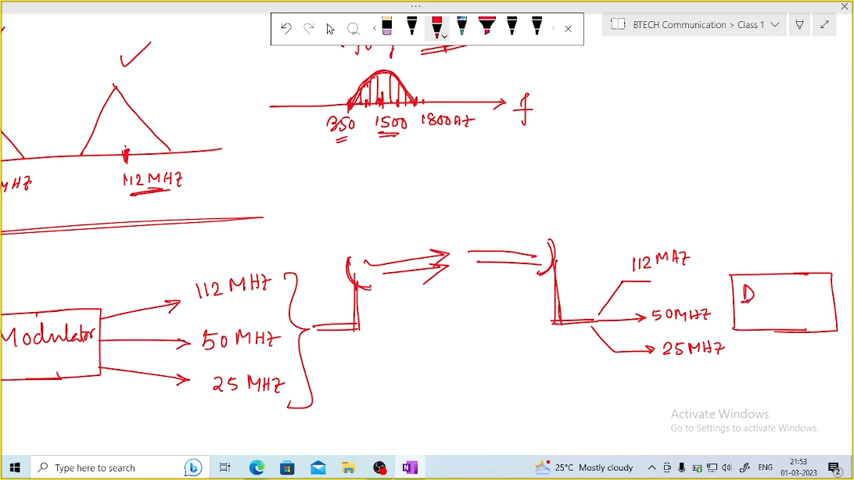 BTECH Communication > Class 1
350 1500 1800Hz f
112 MHz
112 MHz
50 MHz
25 MHz
Modulator
112 MHz
50MHz
25 MHz
D
Activate Windows
Go to Settings to activate Windows.
Type here to search
25°C Mostly cloudy
ENG
21:53
01-03-2023
2